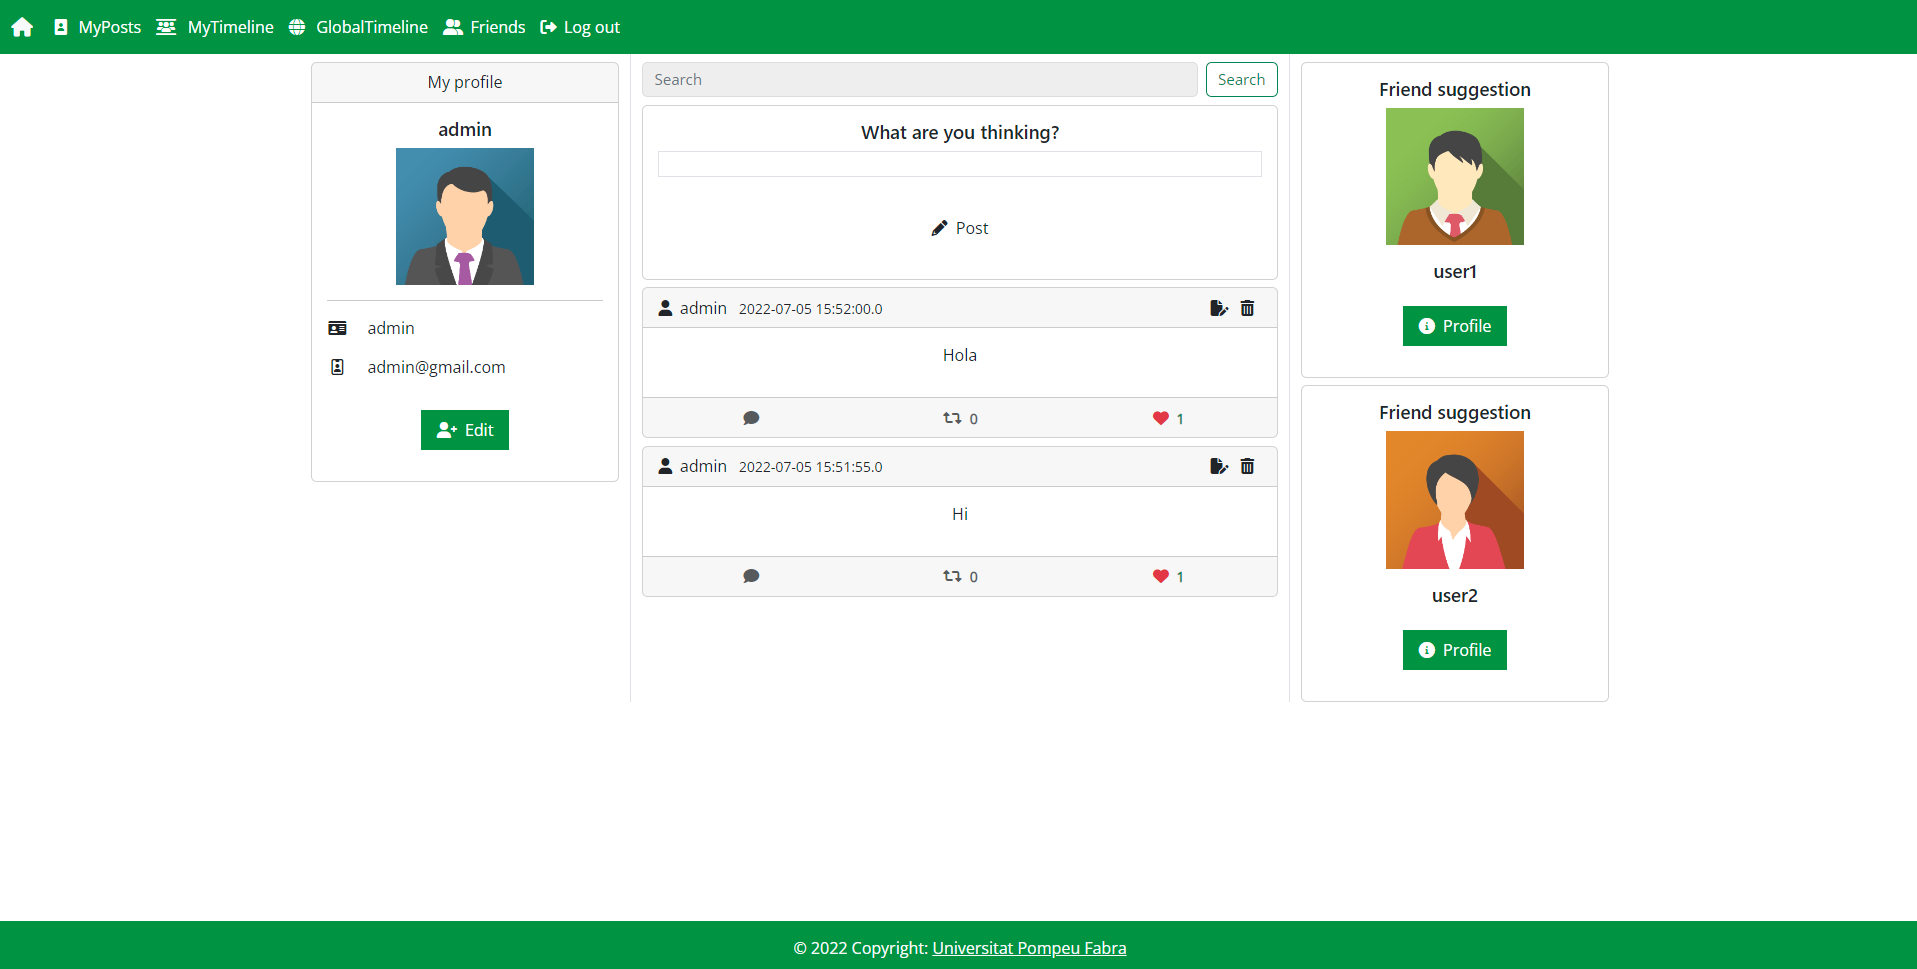 MyPosts MyTimeline GlobalTimeline Friends Log out
My profile
admin
admin
admin@gmail.com
Edit
Search Search
What are you thinking?
Post
admin 2022-07-05 15:52:00.0
Hola
0 1
admin 2022-07-05 15:51:55.0
Hi
0 1
Friend suggestion
user1
Profile
Friend suggestion
user2
Profile
© 2022 Copyright: Universitat Pompeu Fabra